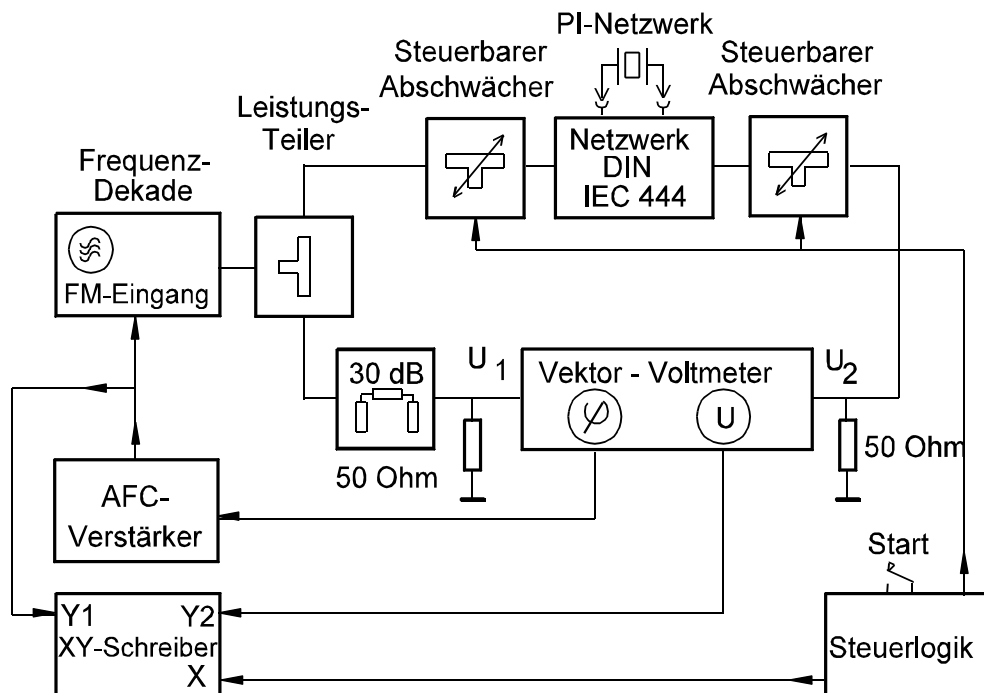 PI-Netzwerk
Steuerbarer
Abschwächer
Steuerbarer
Abschwächer
Leistungs-
Teiler
Frequenz-
Dekade
Netzwerk
DIN
IEC 444
FM-Eingang
30 dB
U1
Vektor - Voltmeter
U2
φ
U
50 Ohm
50 Ohm
AFC-
Verstärker
Start
Y1
Y2
XY-Schreiber
X
Steuerlogik